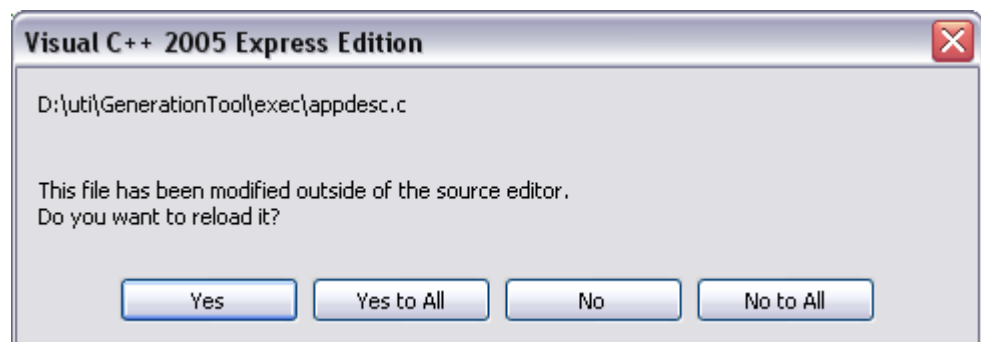 Visual C++ 2005 Express Edition
D:\uti\GenerationTool\exec\appdesc.c
This file has been modified outside of the source editor.
Do you want to reload it?
Yes Yes to All No No to All